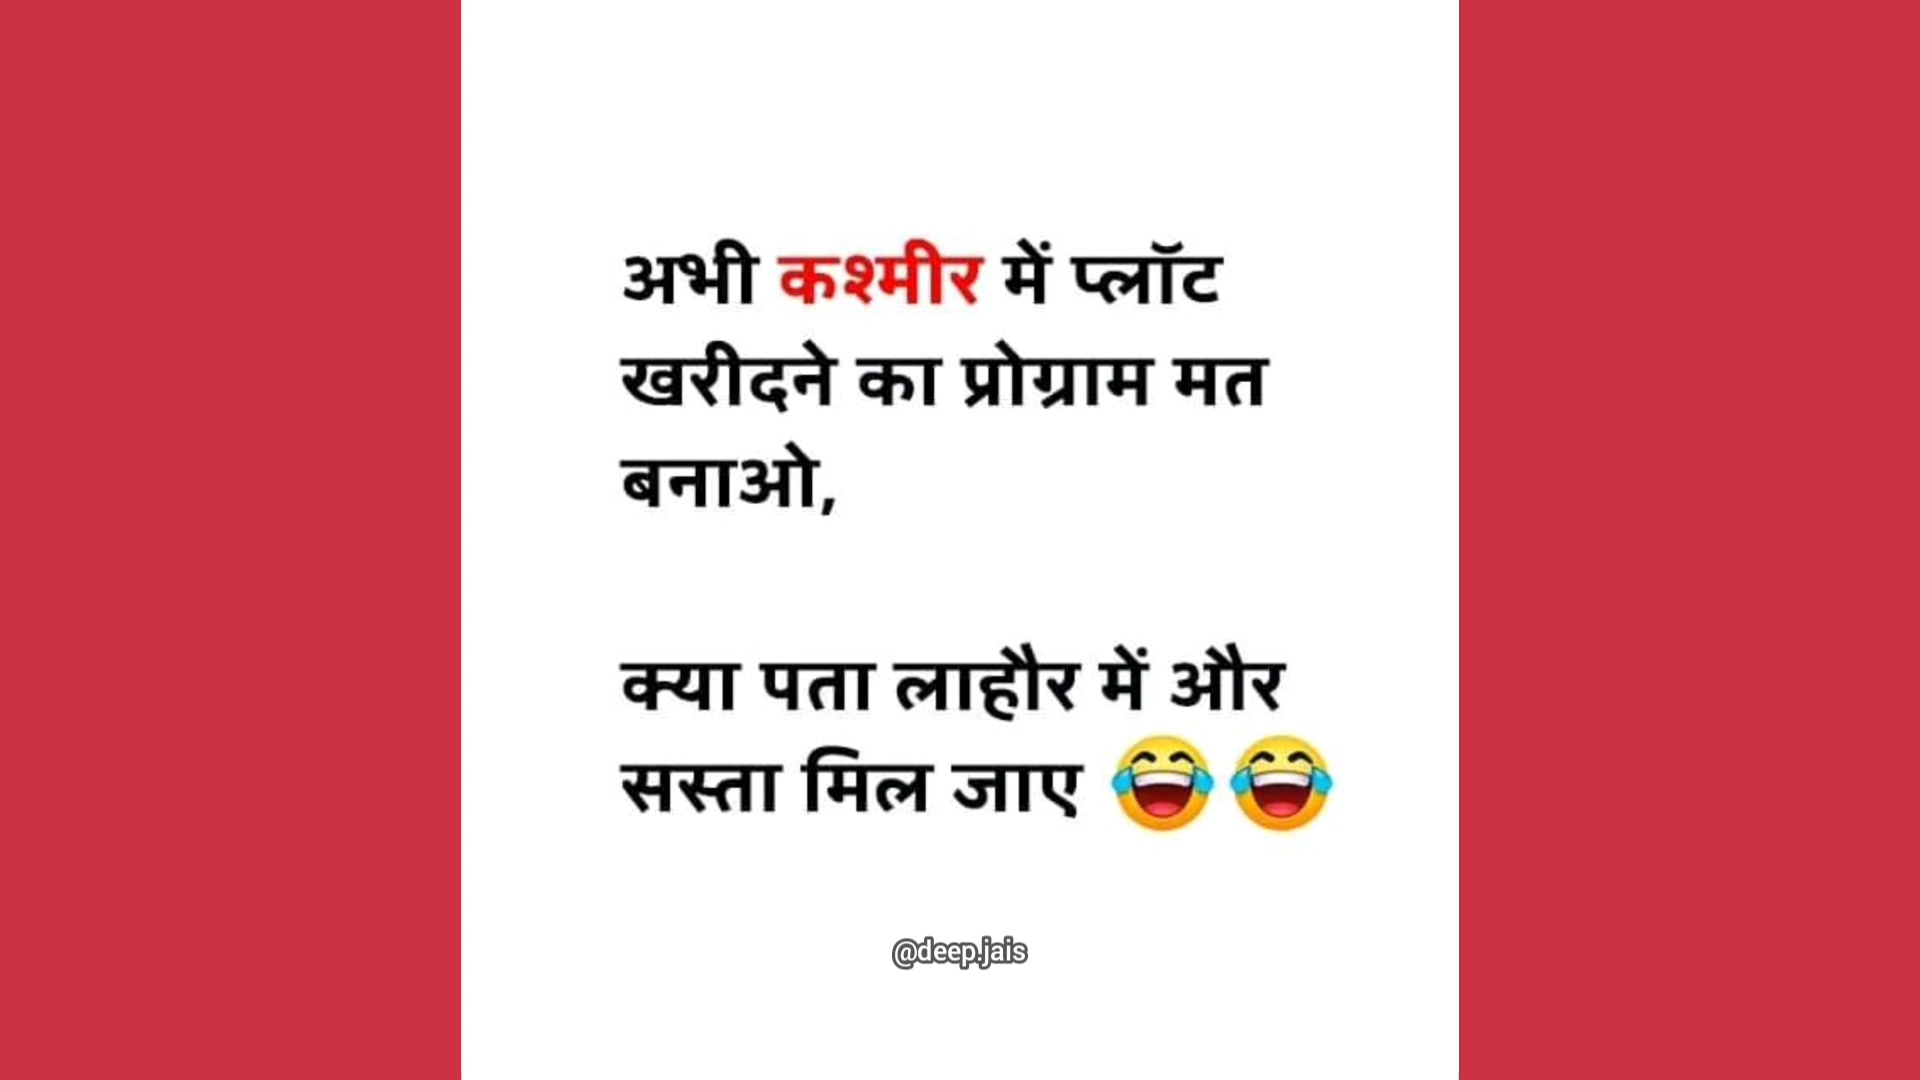 अभी कश्मीर में प्लॉट
खरीदने का प्रोग्राम मत
बनाओ,
क्या पता लाहौर में और
सस्ता मिल जाए 😂😂
@deep.jais